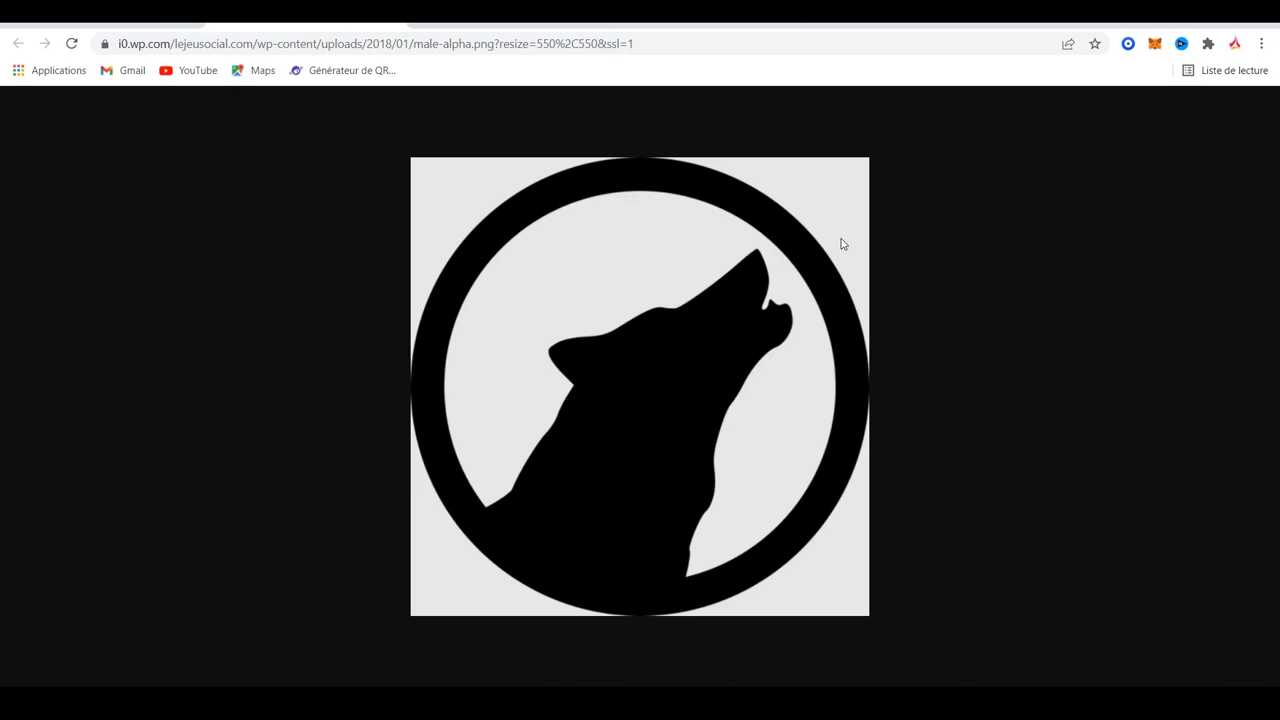 i0.wp.com/lejeusocial.com/wp-content/uploads/2018/01/male-alpha.png?resize=550%2C550&ssl=1
Applications Gmail YouTube Maps Générateur de QR... Liste de lecture